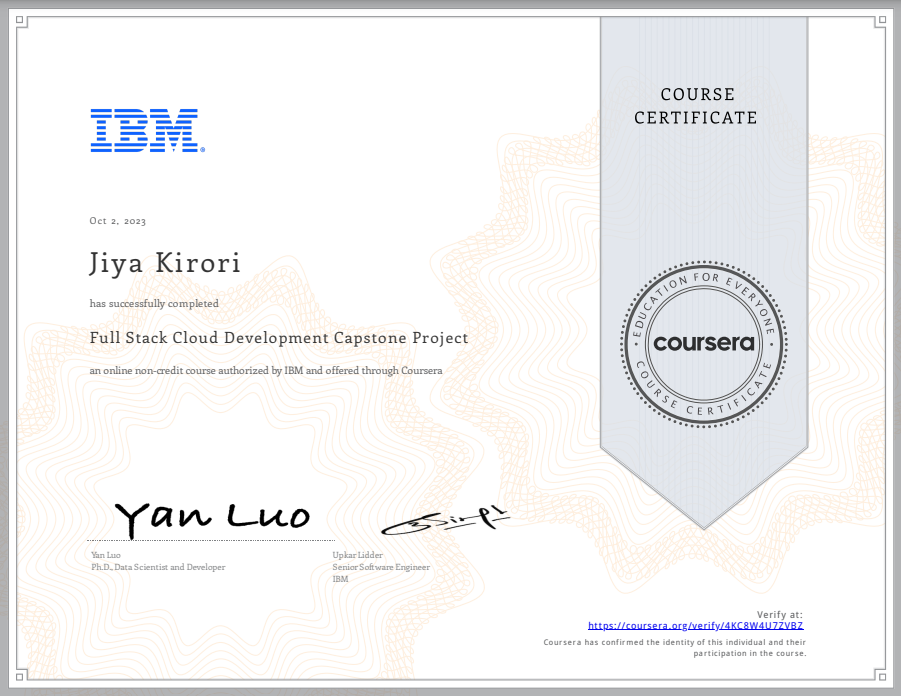 COURSE
CERTIFICATE
IBM®
Oct 2, 2023
Jiya Kirori
has successfully completed
Full Stack Cloud Development Capstone Project
an online non-credit course authorized by IBM and offered through Coursera
EDUCATION FOR EVERYONE
coursera
COURSE CERTIFICATE
Yan Luo
Yan Luo
Ph.D., Data Scientist and Developer
Upkar Lidder
Senior Software Engineer
IBM
Verify at:
https://coursera.org/verify/4KC8W4U7ZVBZ
Coursera has confirmed the identity of this individual and their
participation in the course.